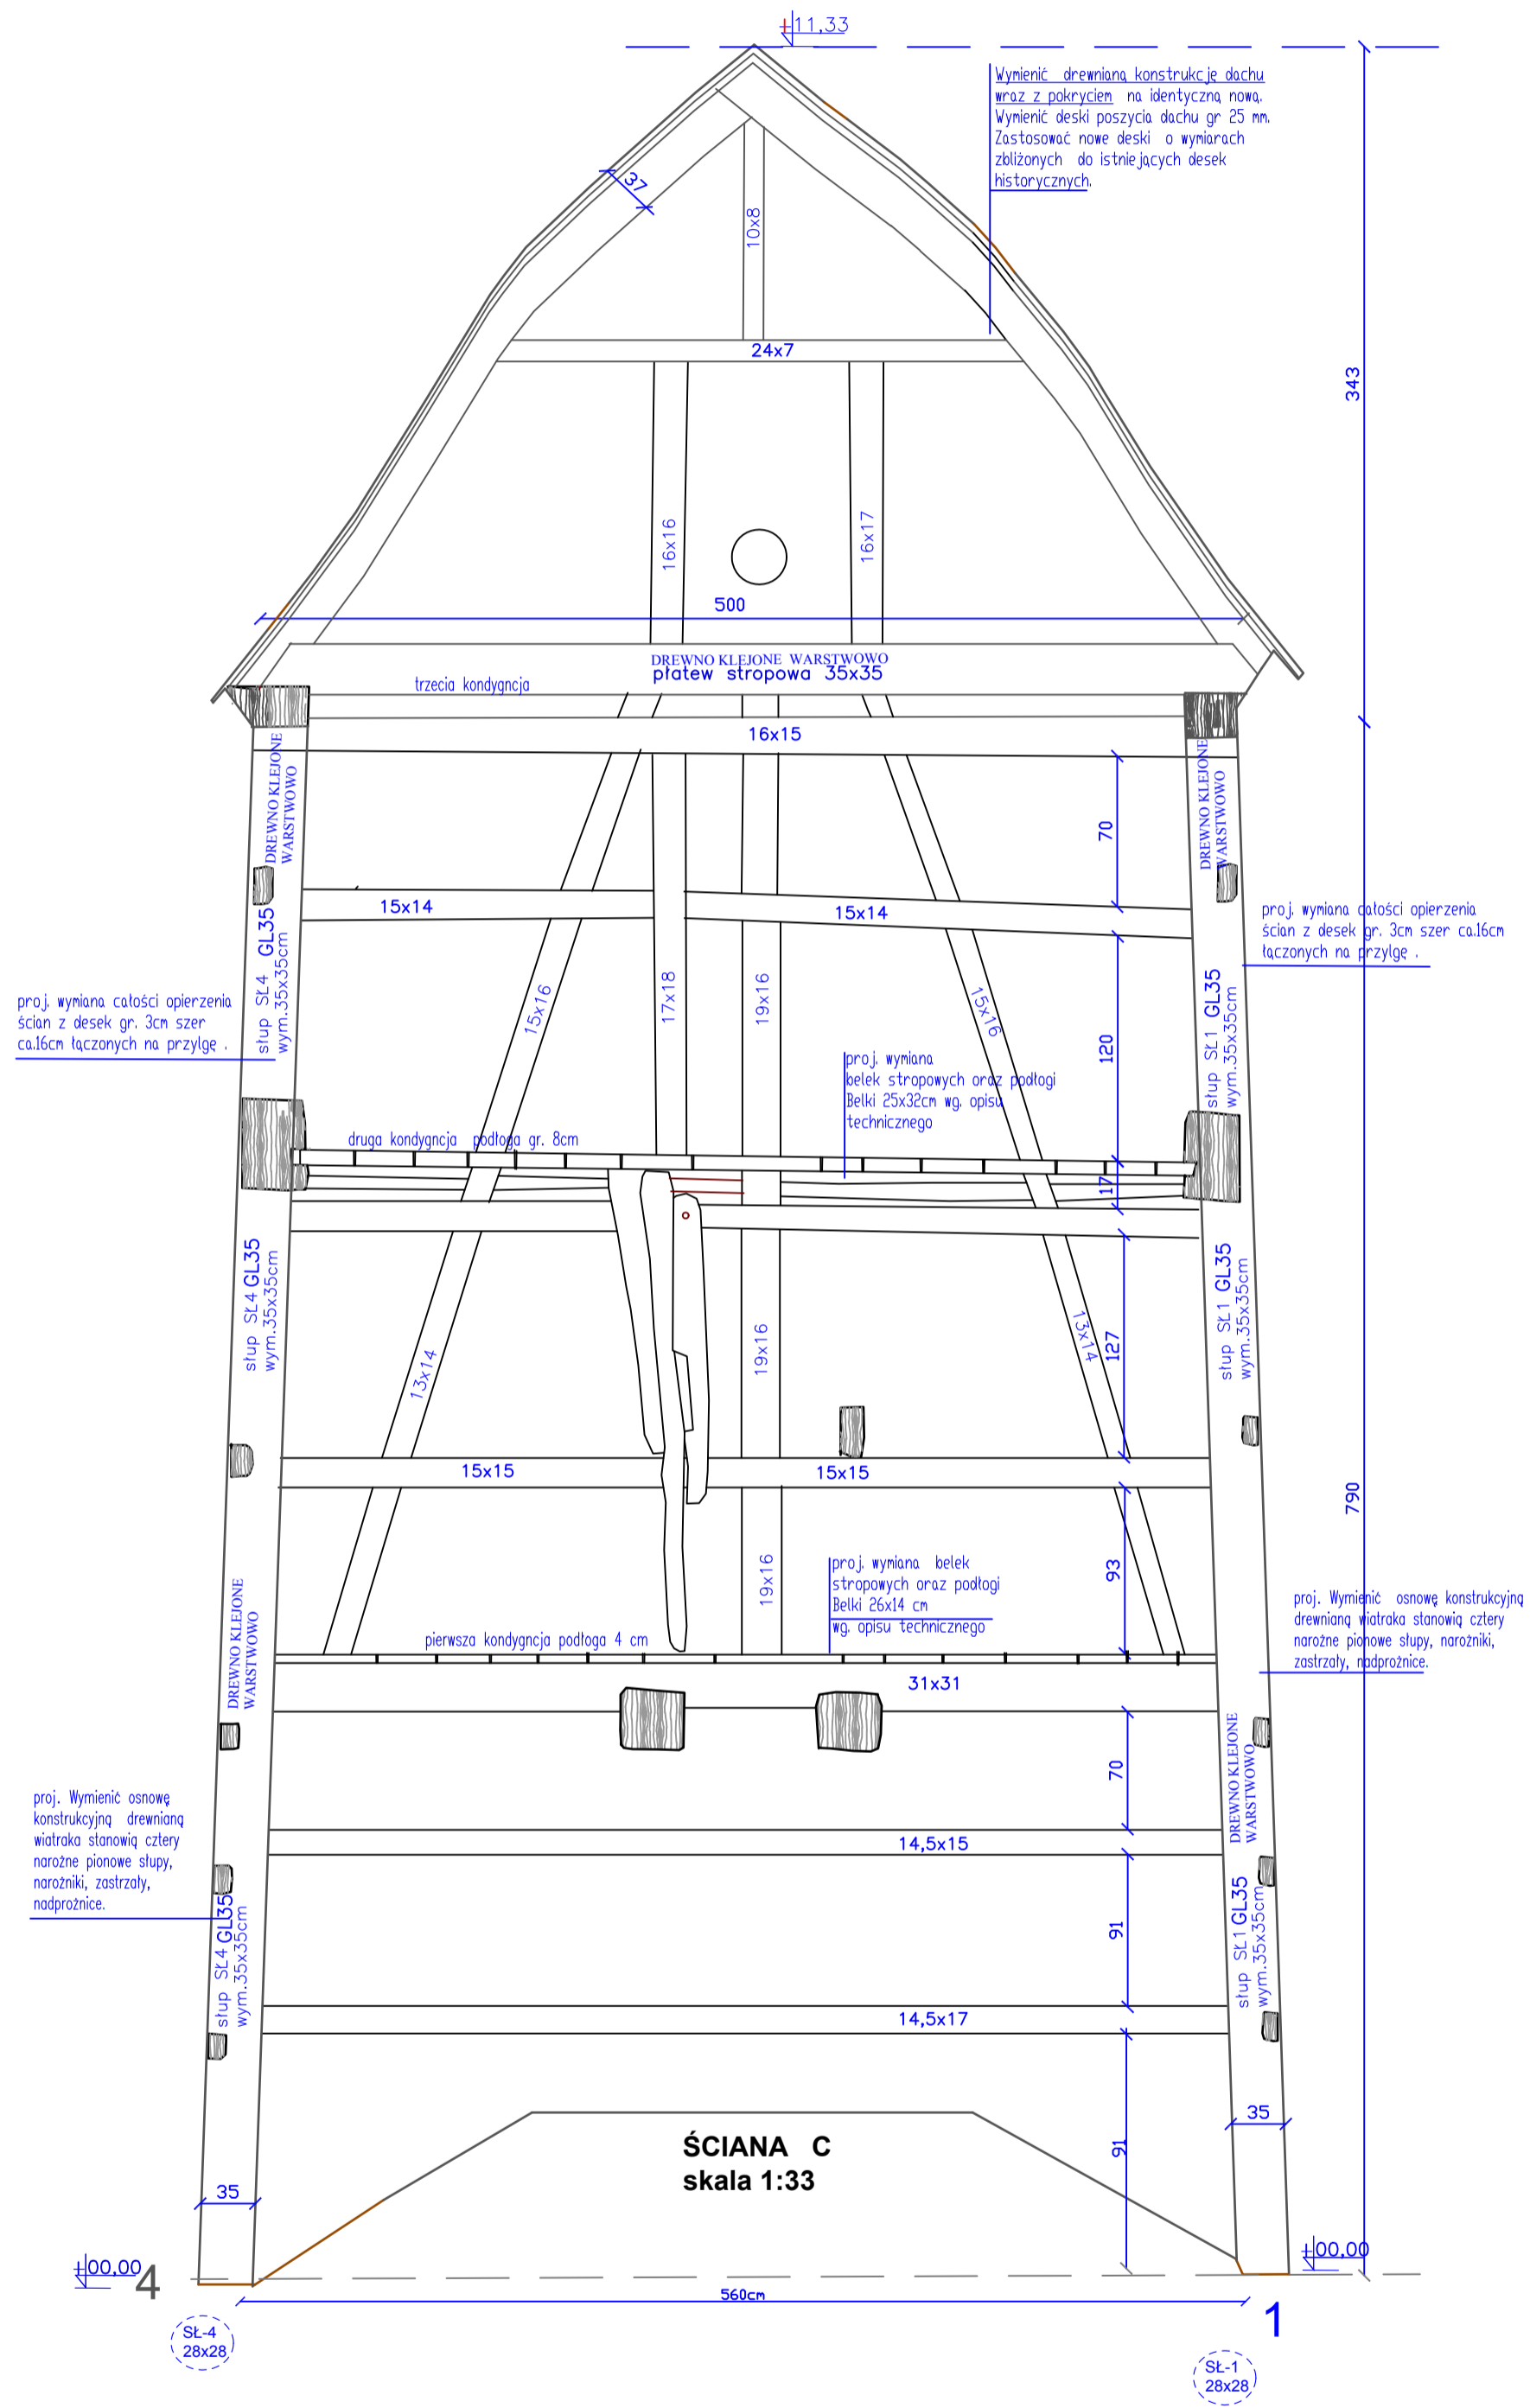 +11,33
Wymienić drewnianą konstrukcję dachu
wraz z pokryciem na identyczną nową.
Wymienić deski poszycia dachu gr 25 mm.
Zastosować nowe deski o wymiarach
zbliżonych do istniejących desek
historycznych.
37
10x8
24x7
343
16x16
16x17
500
DREWNO KLEJONE WARSTWOWO
płatew stropowa 35x35
trzecia kondygncja
16x15
DREWNO KLEJONE
WARSTWOWO
DREWNO KLEJONE
WARSTWOWO
70
15x14
15x14
proj. wymiana całości opierzenia
ścian z desek gr. 3cm szer ca.16cm
łączonych na przylgę .
słup SŁ4 GL35
wym.35x35cm
proj. wymiana całości opierzenia
ścian z desek gr. 3cm szer
ca.16cm łączonych na przylgę .
15x16
17x18
19x16
15x16
120
słup SŁ1 GL35
wym.35x35cm
proj. wymiana
belek stropowych oraz podłogi
Belki 25x32cm wg. opisu
technicznego
druga kondygncja podłoga gr. 8cm
17
słup SŁ4 GL35
wym.35x35cm
13x14
19x16
13x14
127
słup SŁ1 GL35
wym.35x35cm
15x15
15x15
790
93
19x16
proj. wymiana belek
stropowych oraz podłogi
Belki 26x14 cm
wg. opisu technicznego
proj. Wymienić osnowę konstrukcyjną
drewnianą wiatraka stanowią cztery
narożne pionowe słupy, narożniki,
zastrzały, nadprożnice.
DREWNO KLEJONE
WARSTWOWO
pierwsza kondygncja podłoga 4 cm
31x31
70
DREWNO KLEJONE
WARSTWOWO
proj. Wymienić osnowę
konstrukcyjną drewnianą
wiatraka stanowią cztery
narożne pionowe słupy,
narożniki, zastrzały,
nadprożnice.
14,5x15
słup SŁ4 GL35
wym.35x35cm
91
słup SŁ1 GL35
wym.35x35cm
14,5x17
35
ŚCIANA C
skala 1:33
91
35
+00,00
4
+00,00
560cm
1
SŁ-4
28x28
SŁ-1
28x28